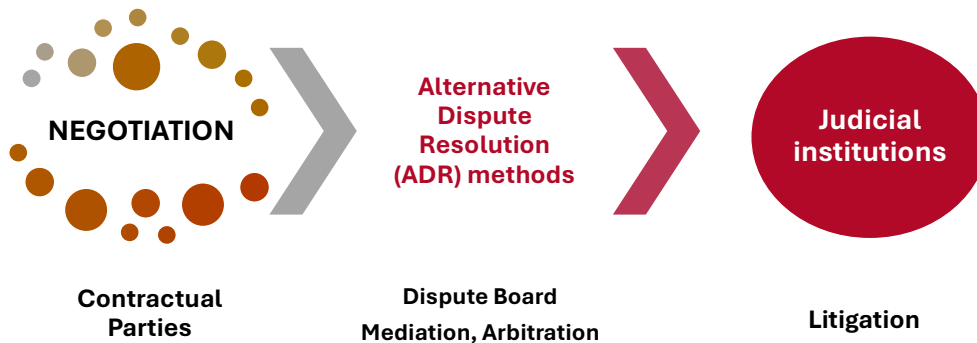 NEGOTIATION
Alternative
Dispute
Resolution
(ADR) methods
Judicial
institutions
Contractual
Parties
Dispute Board
Mediation, Arbitration
Litigation